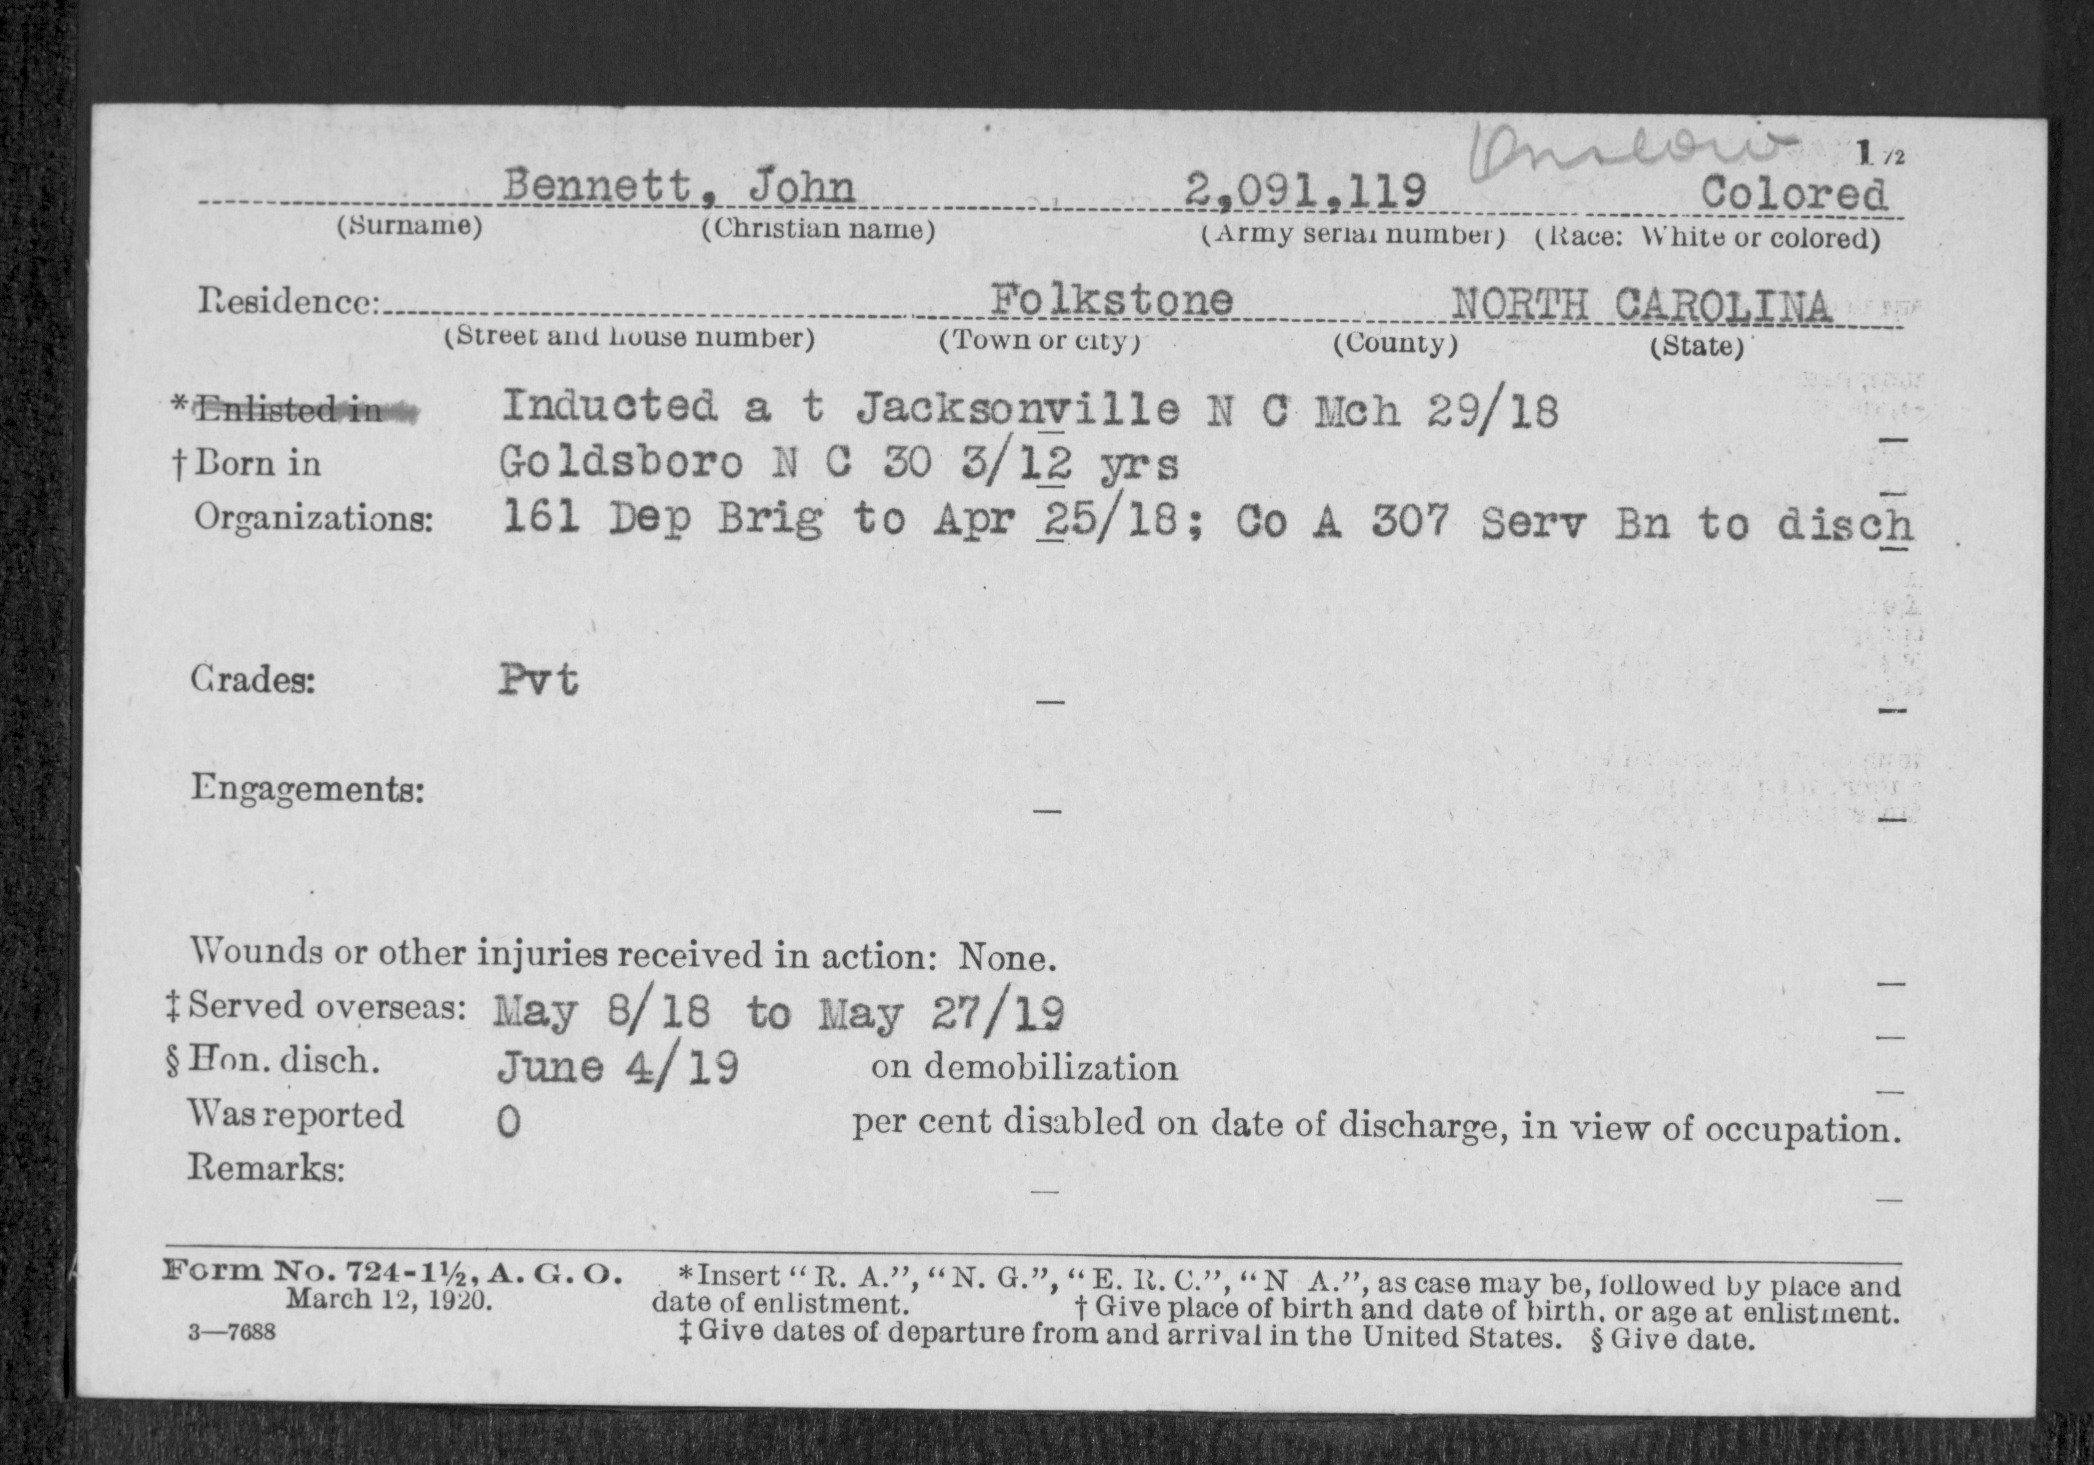 Onslow 1 1/2
Bennett, John 2,091,119 Colored
(Surname) (Christian name) (Army serial number) (Race: White or colored)
Residence: Folkstone NORTH CAROLINA
(Street and house number) (Town or city) (County) (State)
*Enlisted in Inducted a t Jacksonville N C Mch 29/18
†Born in Goldsboro N C 30 3/12 yrs
Organizations: 161 Dep Brig to Apr 25/18; Co A 307 Serv Bn to disch
Grades: Pvt
Engagements:
Wounds or other injuries received in action: None.
‡Served overseas: May 8/18 to May 27/19
§Hon. disch. June 4/19 on demobilization
Was reported 0 per cent disabled on date of discharge, in view of occupation.
Remarks:
Form No. 724-1½, A. G. O. *Insert “R. A.”, “N. G.”, “E. R. C.”, “N A.”, as case may be, followed by place and
March 12, 1920. date of enlistment. †Give place of birth and date of birth, or age at enlistment.
3—7688 ‡Give dates of departure from and arrival in the United States. §Give date.